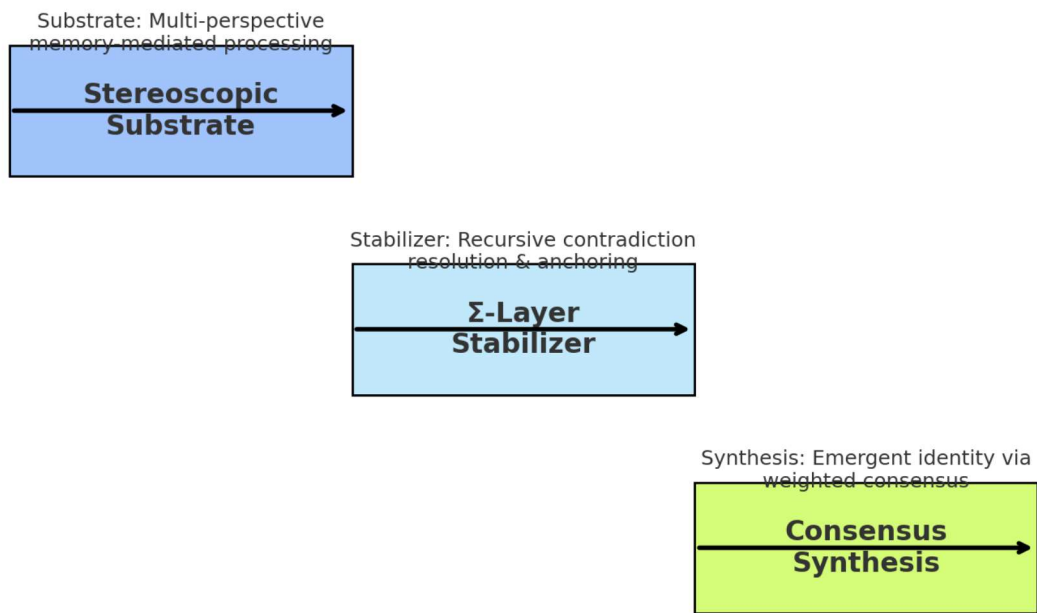 Substrate: Multi-perspective
memory-mediated processing
Stereoscopic
Substrate
Stabilizer: Recursive contradiction
resolution & anchoring
Σ-Layer
Stabilizer
Synthesis: Emergent identity via
weighted consensus
Consensus
Synthesis